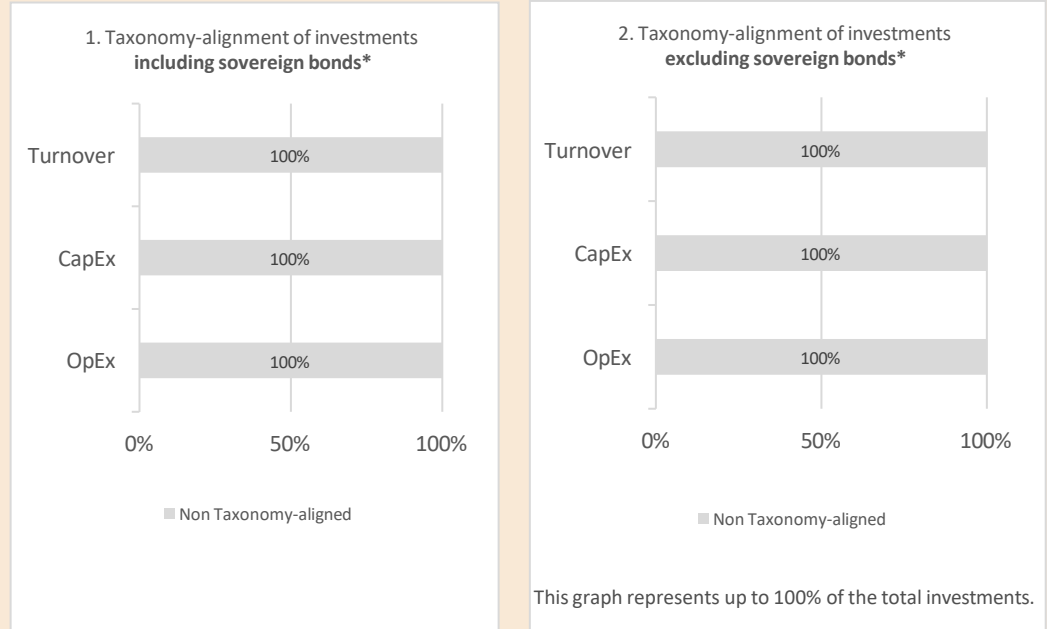 1. Taxonomy-alignment of investments
including sovereign bonds*
Turnover
100%
CapEx
100%
OpEx
100%
0%
50%
100%
Non Taxonomy-aligned
2. Taxonomy-alignment of investments
excluding sovereign bonds*
Turnover
100%
CapEx
100%
OpEx
100%
0%
50%
100%
Non Taxonomy-aligned
This graph represents up to 100% of the total investments.